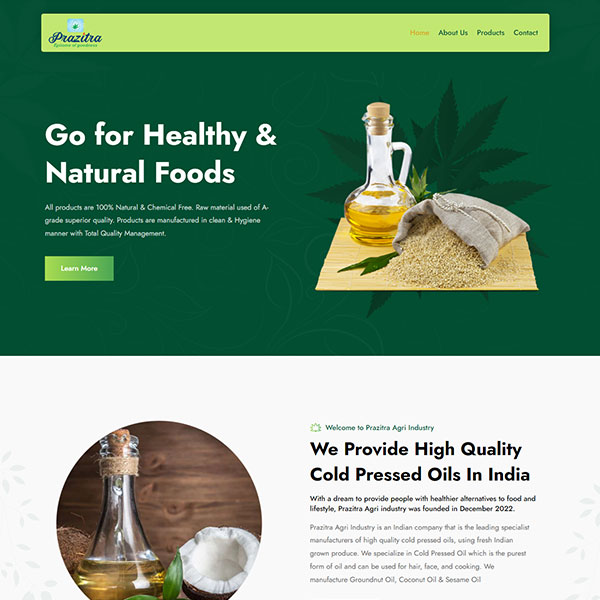 Prazitra
Home About Us Products Contact
Go for Healthy &
Natural Foods
All products are 100% Natural & Chemical Free. Raw material used of A-
grade superior quality. Products are manufactured in clean & Hygiene
manner with Total Quality Management.
Learn More
Welcome to Prazitra Agri Industry
We Provide High Quality
Cold Pressed Oils In India
With a dream to provide people with healthier alternatives to food and
lifestyle, Prazitra Agri industry was founded in December 2022.
Prazitra Agri Industry is an Indian company that is the leading specialist
manufacturers of high quality cold pressed oils, using fresh Indian
grown produce. We specialize in Cold Pressed Oil which is the purest
form of oil and can be used for hair, face, and cooking. We
manufacture Groundnut Oil, Coconut Oil & Sesame Oil